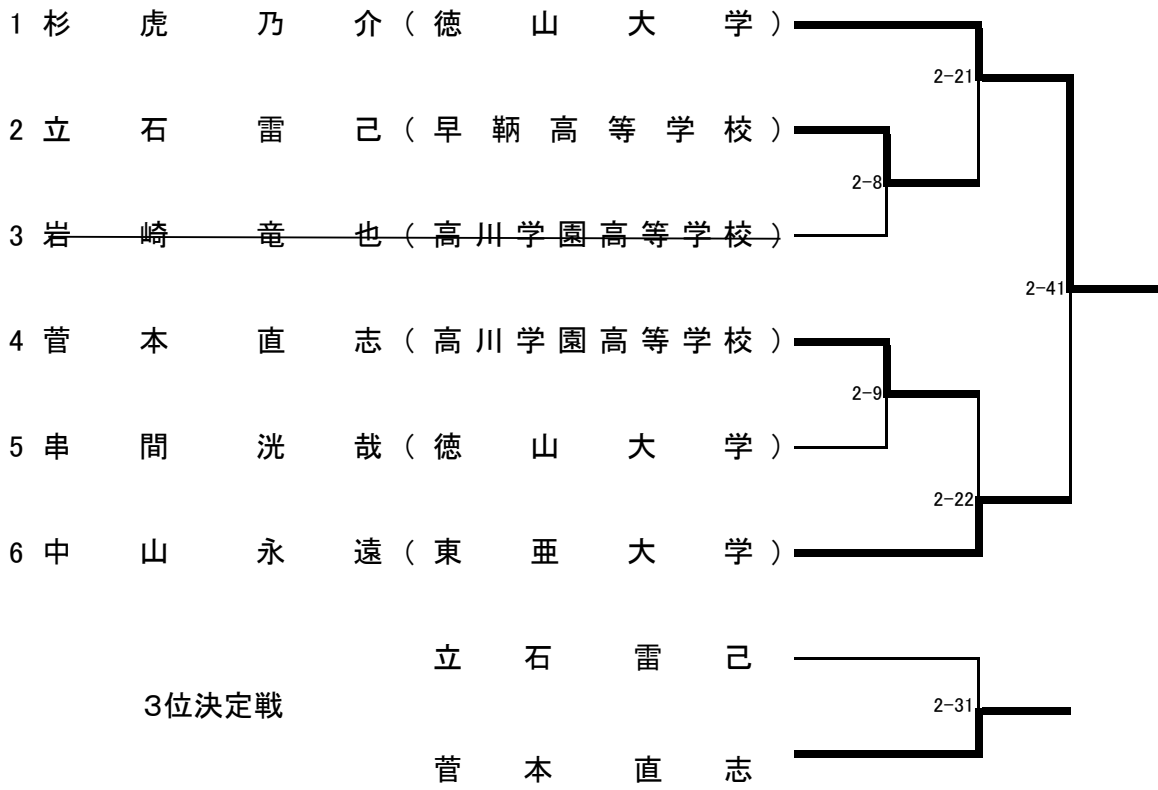 1 杉 虎 乃 介 ( 徳 山 大 学 )
2-21
2 立 石 雷 己 ( 早 鞆 高 等 学 校 )
2-8
3 岩 崎 竜 也 ( 高 川 学 園 高 等 学 校 )
2-41
4 菅 本 直 志 ( 高 川 学 園 高 等 学 校 )
2-9
5 串 間 洸 哉 ( 徳 山 大 学 )
2-22
6 中 山 永 遠 ( 東 亜 大 学 )
立 石 雷 己
3位決定戦
2-31
菅 本 直 志